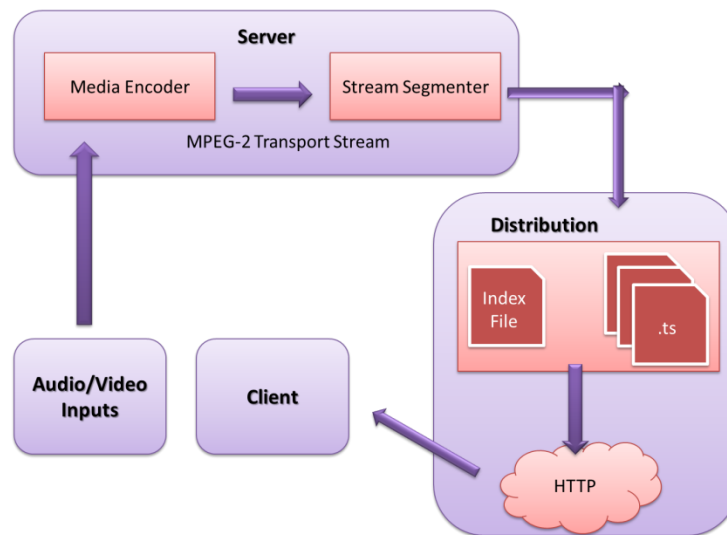 Server
Media Encoder
Stream Segmenter
MPEG-2 Transport Stream
Distribution
Index
File
.ts
Audio/Video
Inputs
Client
HTTP